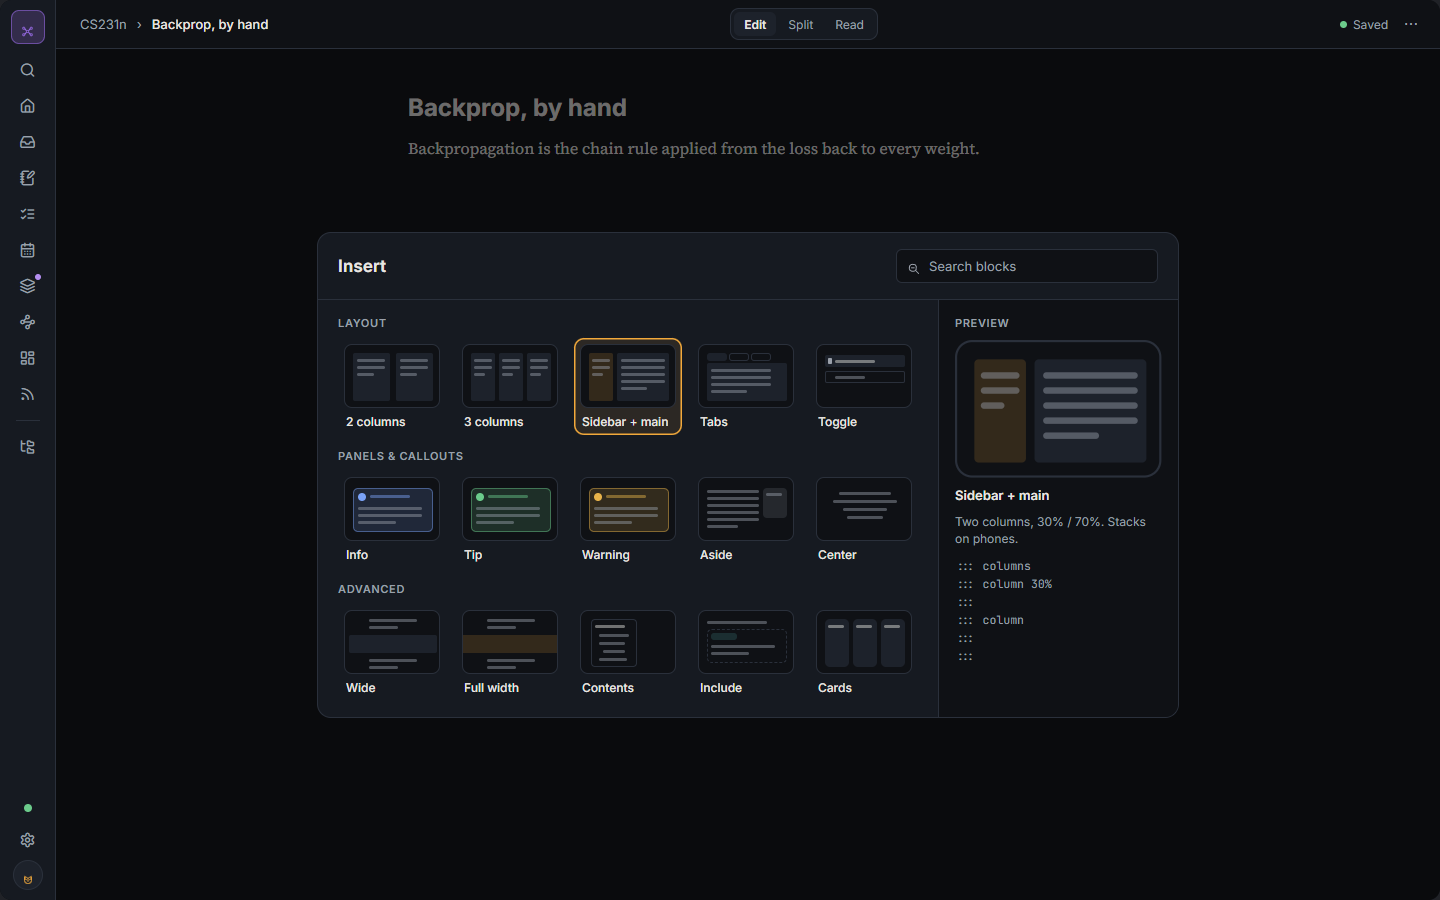 CS231n › Backprop, by hand
Edit Split Read
Saved ···
Backprop, by hand
Backpropagation is the chain rule applied from the loss back to every weight.
Insert
Search blocks
LAYOUT
2 columns
3 columns
Sidebar + main
Tabs
Toggle
PANELS & CALLOUTS
Info
Tip
Warning
Aside
Center
ADVANCED
Wide
Full width
Contents
Include
Cards
PREVIEW
Sidebar + main
Two columns, 30% / 70%. Stacks
on phones.
::: columns
::: column 30%
:::
::: column
:::
:::